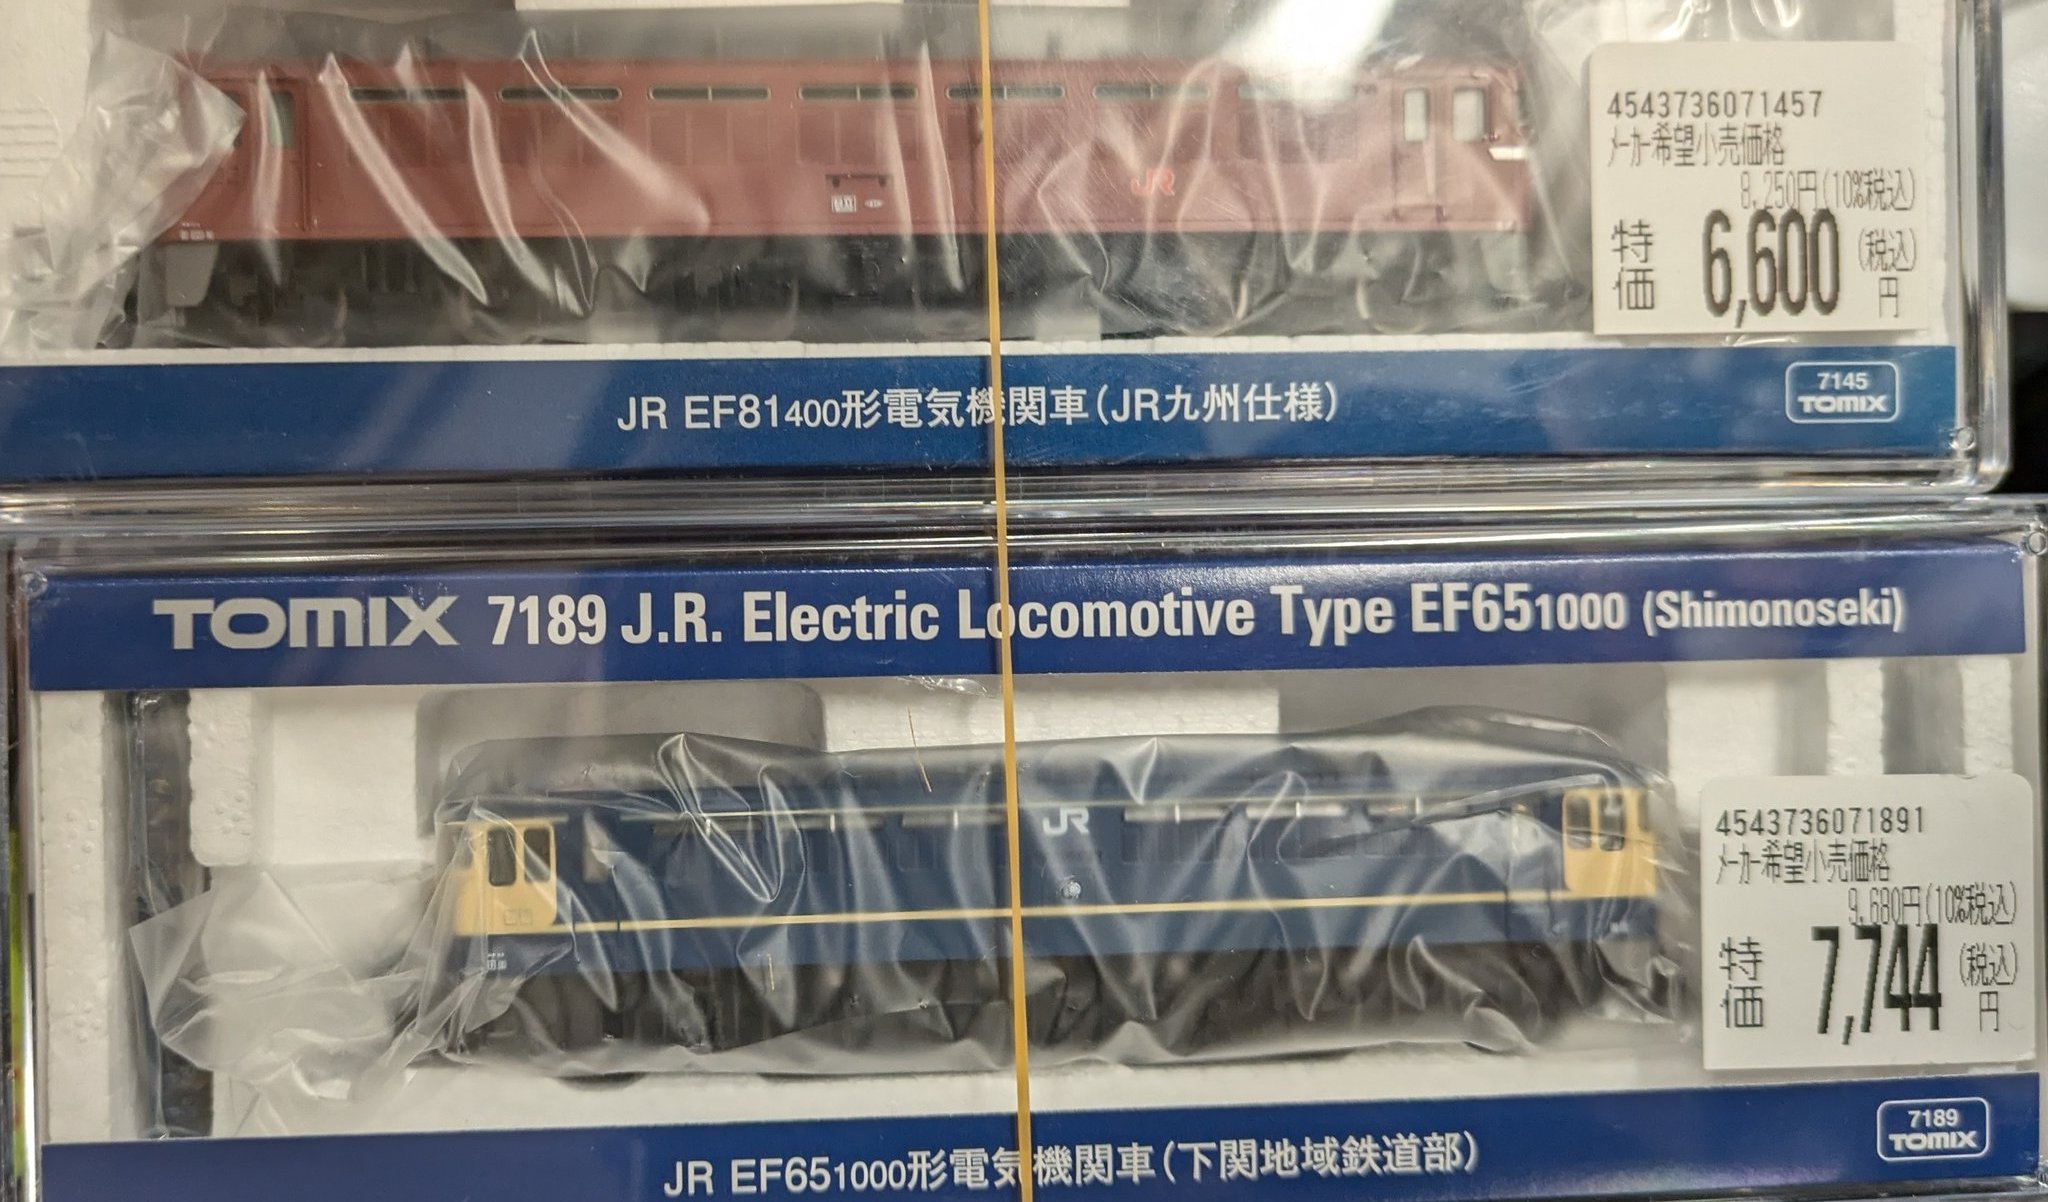 JR
4543736071457
メーカー希望小売価格
8,250円(10%税込)
特価 6,600 (税込)円
JR EF81400形電気機関車(JR九州仕様)
7145
TOMIX
TOMIX 7189 J.R. Electric Locomotive Type EF651000 (Shimonoseki)
JR
4543736071891
メーカー希望小売価格
9,680円(10%税込)
特価 7,744 (税込)円
JR EF651000形電気機関車(下関地域鉄道部)
7189
TOMIX